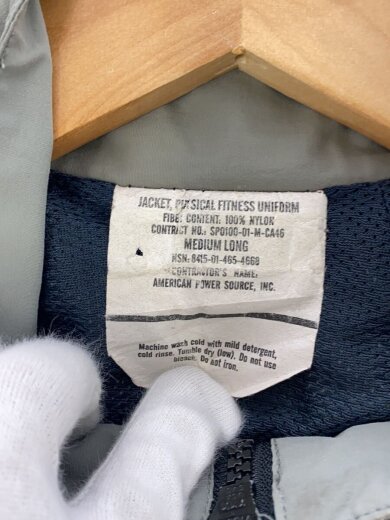 JACKET, PHYSICAL FITNESS UNIFORM
FIBER CONTENT: 100% NYLON
CONTRACT NO.: SPO100-01-M-CA46
MEDIUM LONG
NSN: 8415-01-465-4668
CONTRACTOR'S NAME:
AMERICAN POWER SOURCE, INC.
Machine wash cold with mild detergent,
cold rinse. Tumble dry (low). Do not use
bleach. Do not iron.